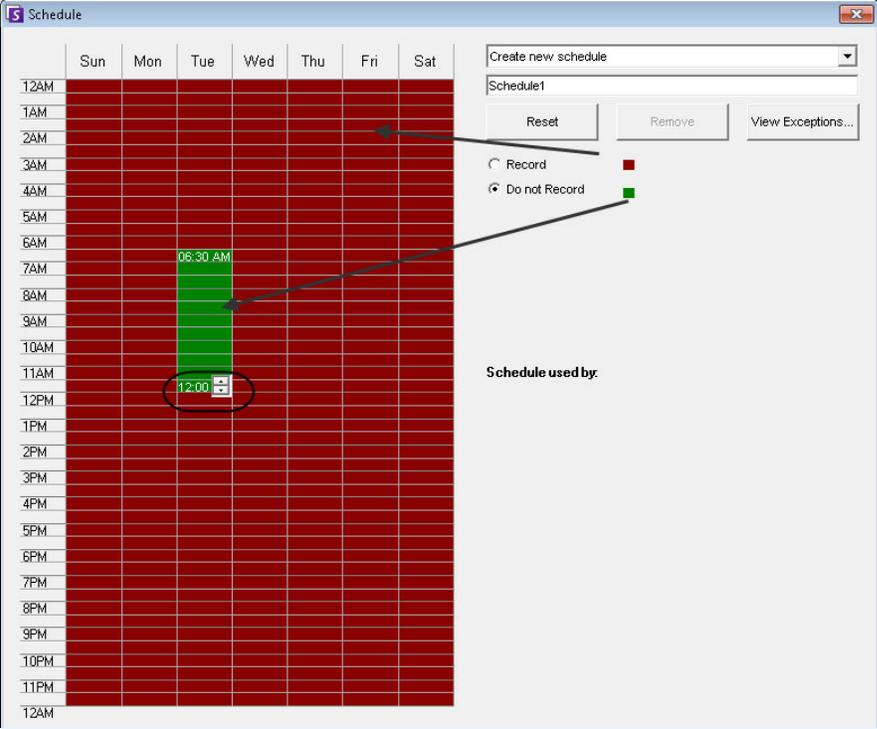 Schedule
Sun Mon Tue Wed Thu Fri Sat
Create new schedule
Schedule1
Reset Remove View Exceptions...
Record
Do not Record
Schedule used by:
12AM
1AM
2AM
3AM
4AM
5AM
6AM
06:30 AM
7AM
8AM
9AM
10AM
11AM
12:00
12PM
1PM
2PM
3PM
4PM
5PM
6PM
7PM
8PM
9PM
10PM
11PM
12AM